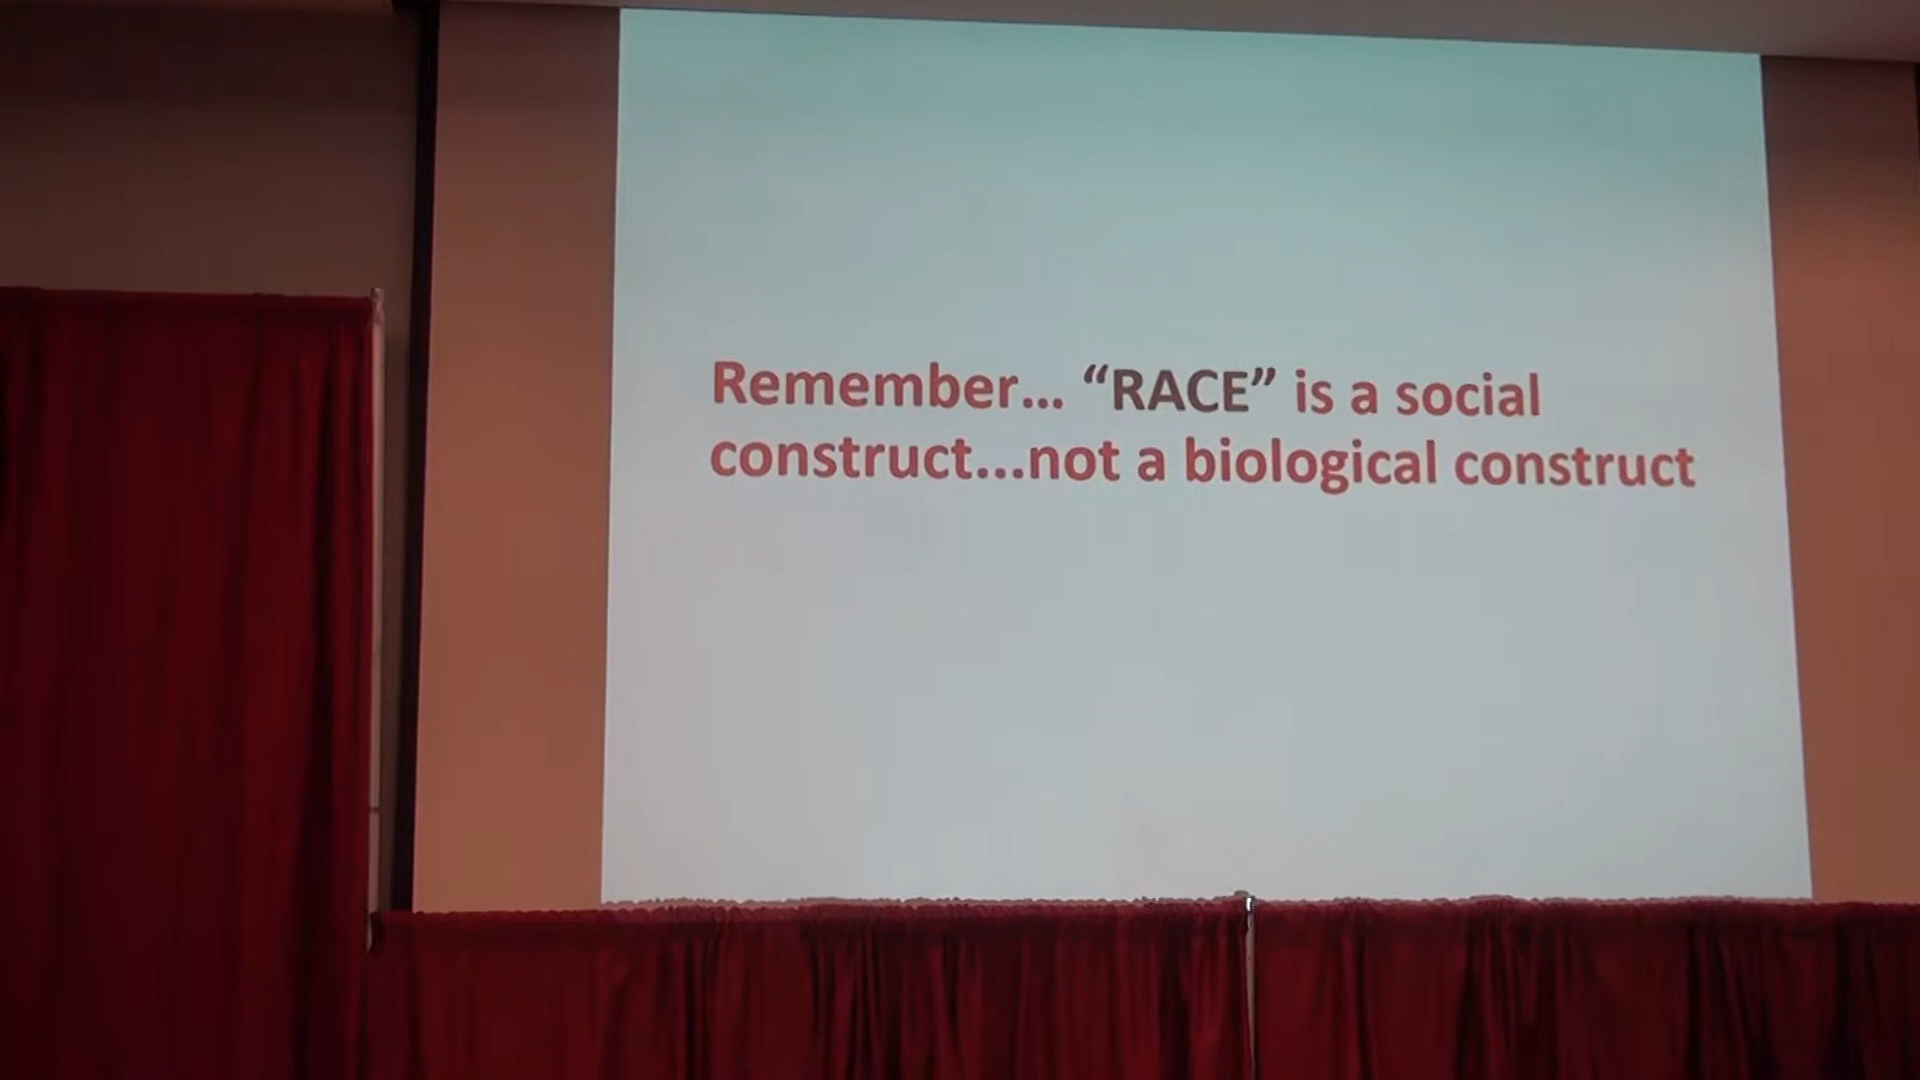 Remember... “RACE” is a social
construct...not a biological construct